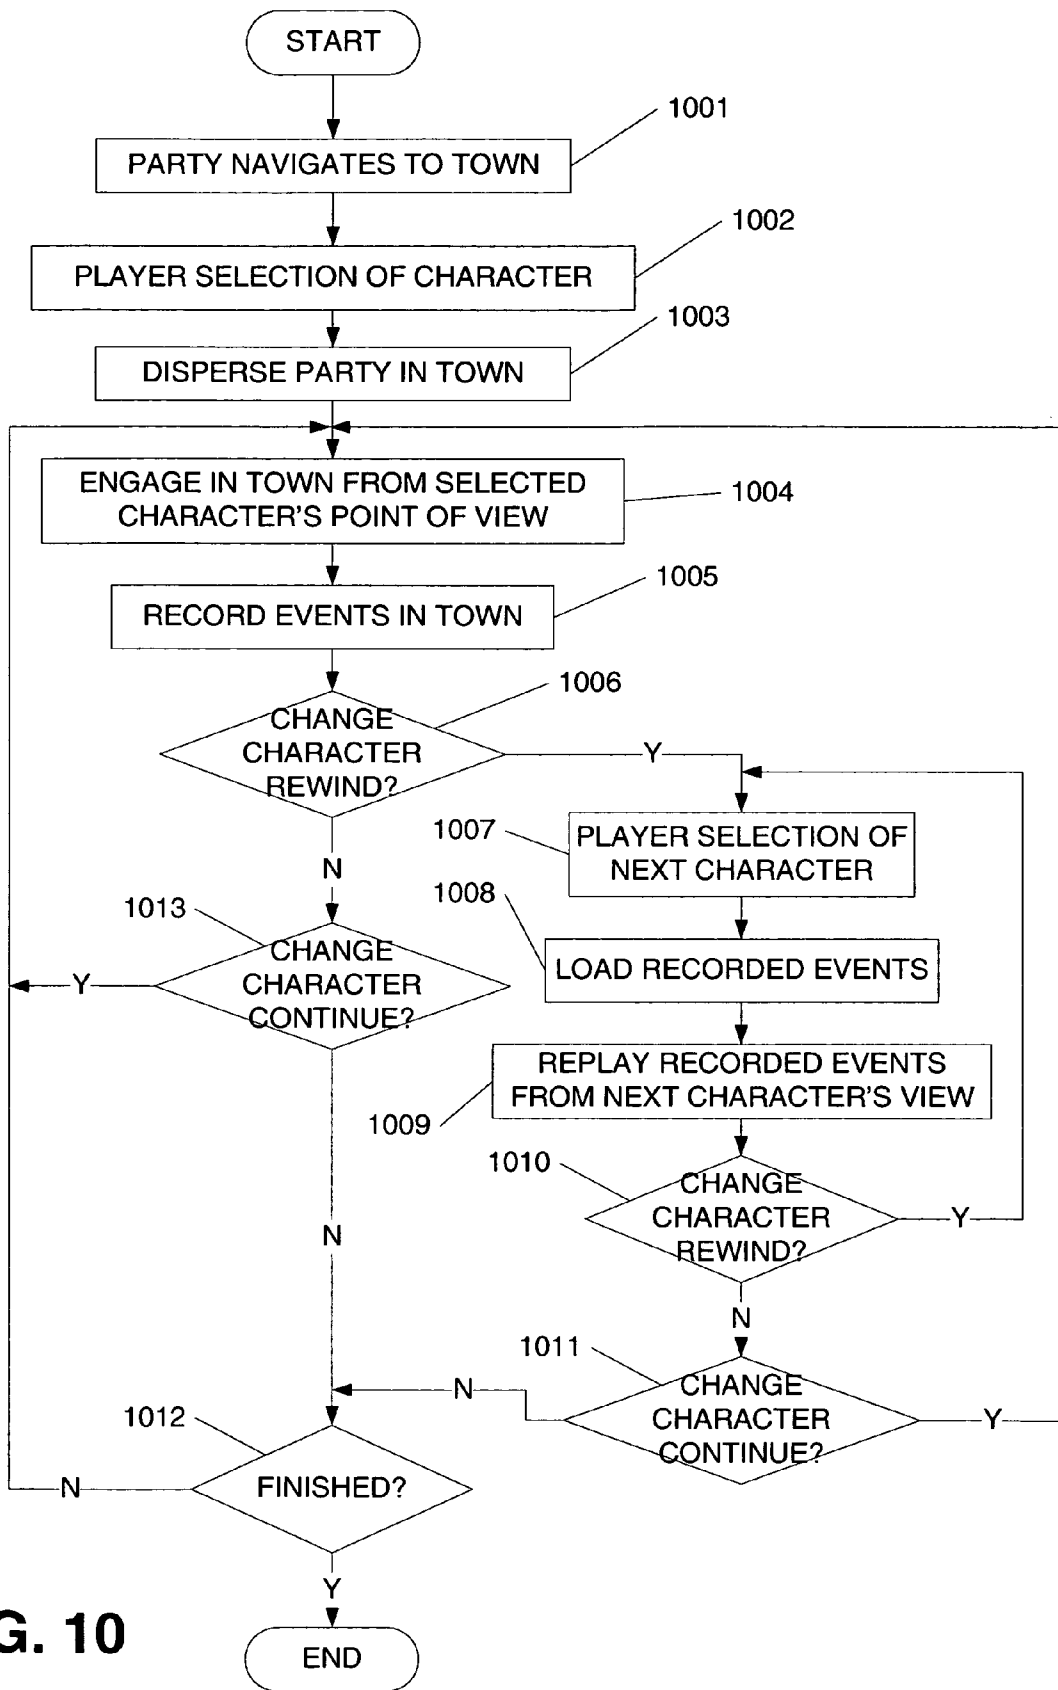 START
1001
PARTY NAVIGATES TO TOWN
1002
PLAYER SELECTION OF CHARACTER
1003
DISPERSE PARTY IN TOWN
ENGAGE IN TOWN FROM SELECTED
CHARACTER'S POINT OF VIEW
1004
1005
RECORD EVENTS IN TOWN
1006
CHANGE
CHARACTER
REWIND?
Y
N
1007
PLAYER SELECTION OF
NEXT CHARACTER
1008
LOAD RECORDED EVENTS
1013
CHANGE
CHARACTER
CONTINUE?
Y
N
REPLAY RECORDED EVENTS
FROM NEXT CHARACTER'S VIEW
1009
1010
CHANGE
CHARACTER
REWIND?
Y
N
1011
CHANGE
CHARACTER
CONTINUE?
N
Y
1012
FINISHED?
N
Y
END
G. 10